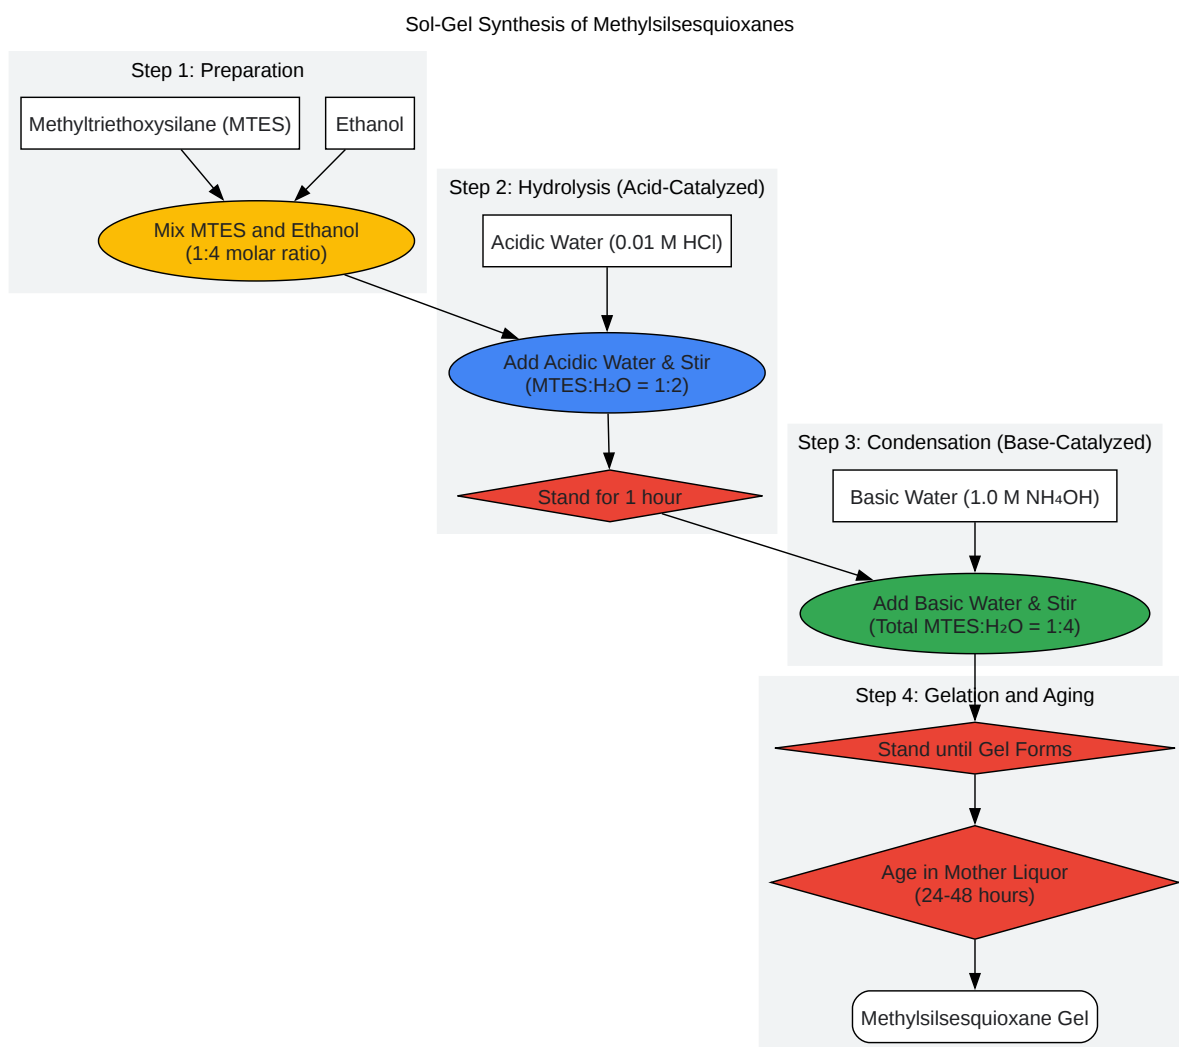 Sol-Gel Synthesis of Methylsilsesquioxanes
Step 1: Preparation
Methyltriethoxysilane (MTES)
Ethanol
Mix MTES and Ethanol
(1:4 molar ratio)
Step 2: Hydrolysis (Acid-Catalyzed)
Acidic Water (0.01 M HCl)
Add Acidic Water & Stir
(MTES:H₂O = 1:2)
Stand for 1 hour
Step 3: Condensation (Base-Catalyzed)
Basic Water (1.0 M NH₄OH)
Add Basic Water & Stir
(Total MTES:H₂O = 1:4)
Step 4: Gelation and Aging
Stand until Gel Forms
Age in Mother Liquor
(24-48 hours)
Methylsilsesquioxane Gel